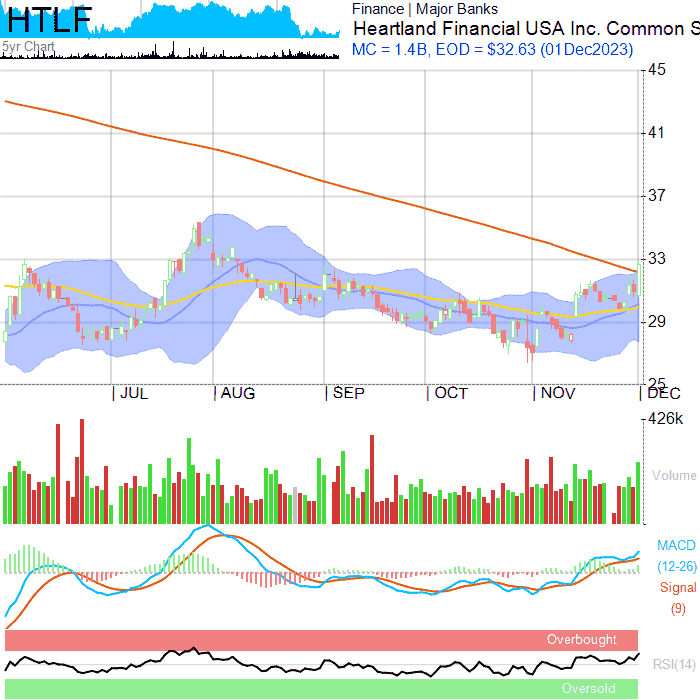 HTLF
Finance | Major Banks
Heartland Financial USA Inc. Common S
5yr Chart
MC = 1.4B, EOD = $32.63 (01Dec2023)
45
41
37
33
29
25
JUL
AUG
SEP
OCT
NOV
DEC
426k
Volume
MACD
(12-26)
Signal
(9)
Overbought
RSI(14)
Oversold